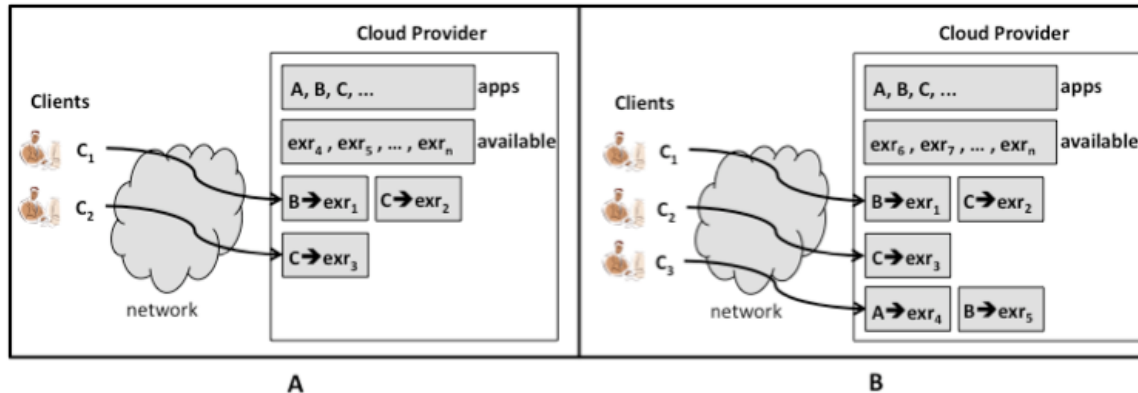 Cloud Provider
A, B, C, ... apps
Clients
exr₄ , exr₅ , ... , exrₙ available
C₁
B➔exr₁ C➔exr₂
C₂
C➔exr₃
network
A
Cloud Provider
A, B, C, ... apps
Clients
exr₆ , exr₇ , ... , exrₙ available
C₁
B➔exr₁ C➔exr₂
C₂
C➔exr₃
C₃
A➔exr₄ B➔exr₅
network
B